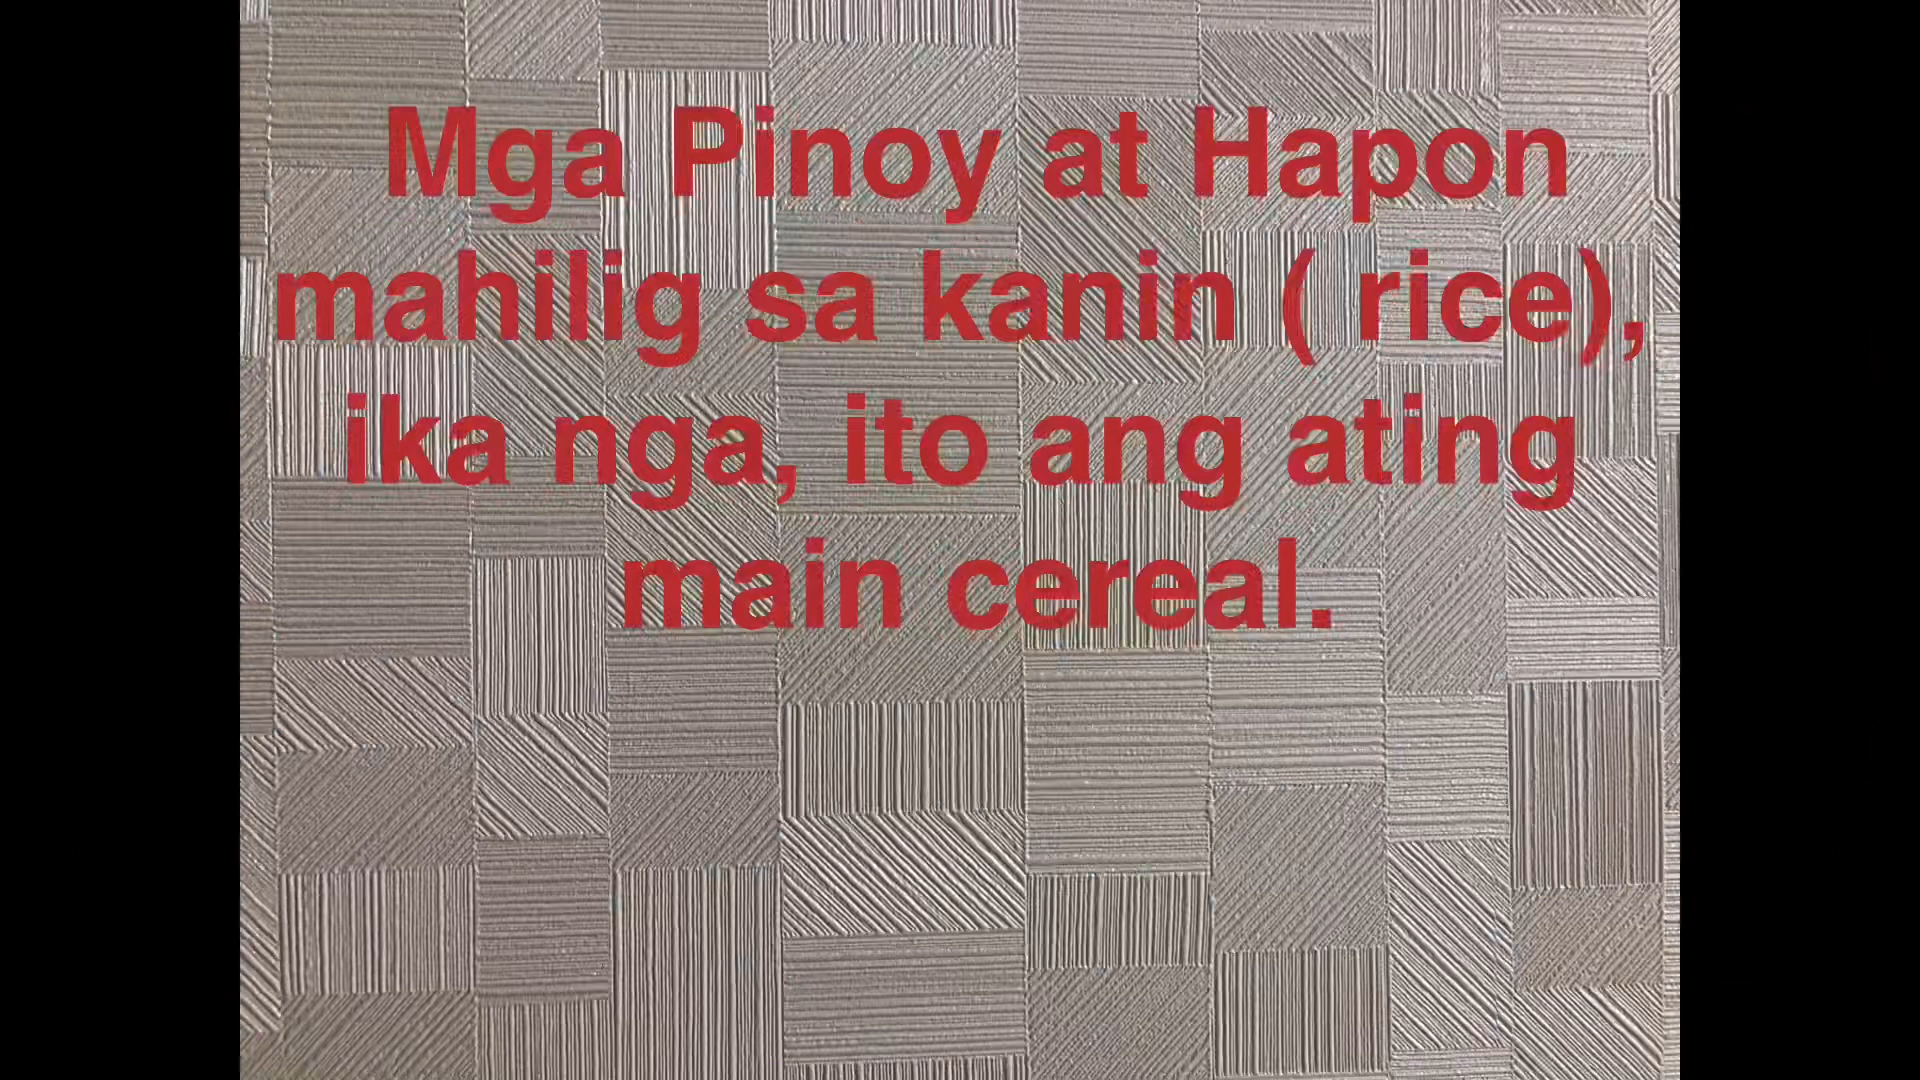 Mga Pinoy at Hapon
mahilig sa kanin ( rice),
ika nga, ito ang ating
main cereal.